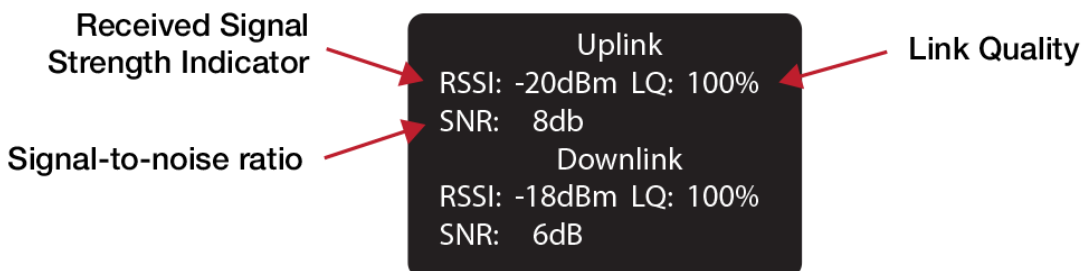 Received Signal
Strength Indicator
Signal-to-noise ratio
Uplink
RSSI: -20dBm LQ: 100%
SNR: 8db
Downlink
RSSI: -18dBm LQ: 100%
SNR: 6dB
Link Quality